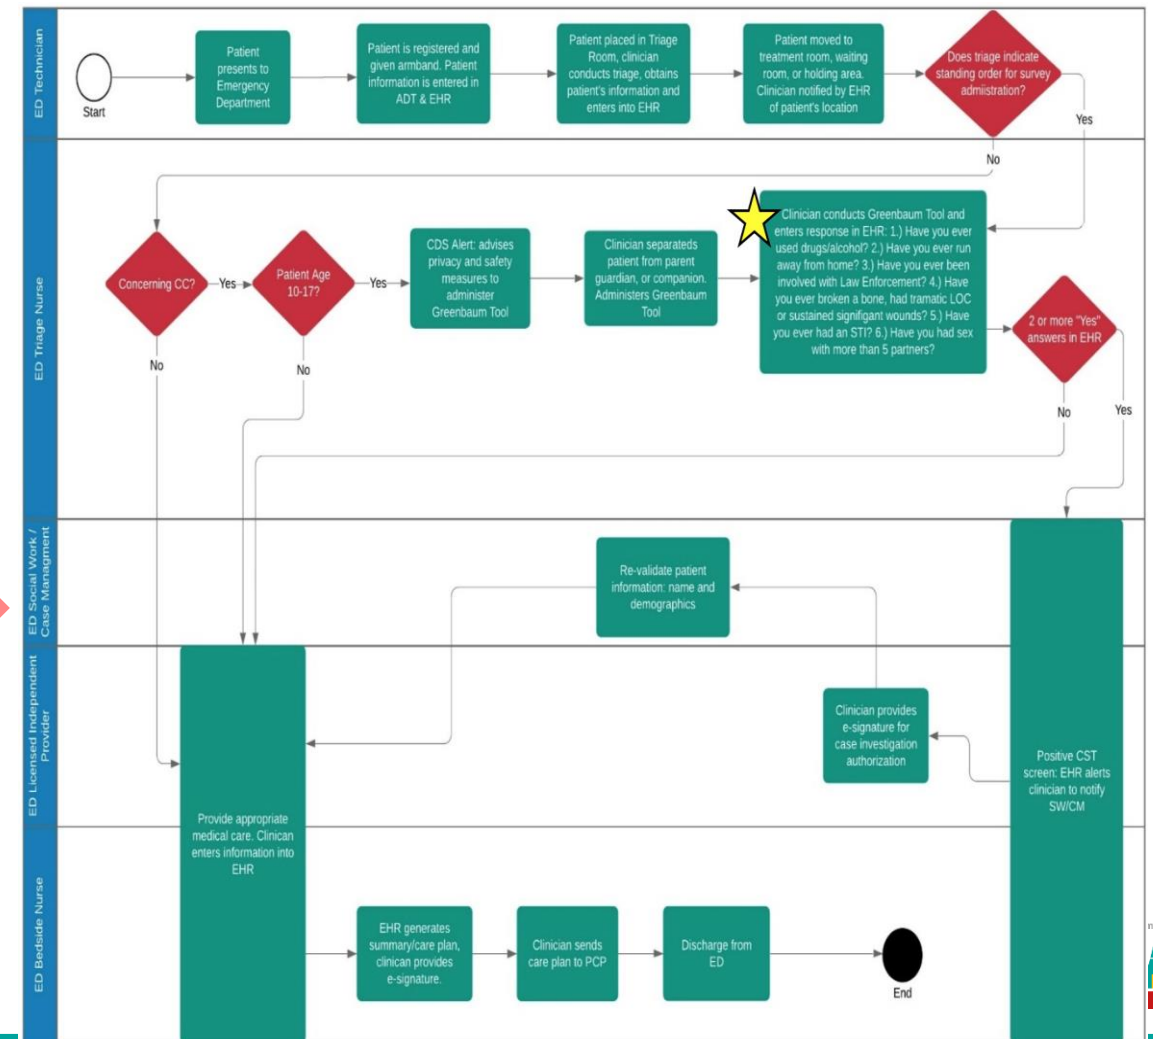 ED Technician
Start
Patient
presents to
Emergency
Department
Patient is registered and
given armband. Patient
information is entered in
ADT & EHR
Patient placed in Triage
Room, clinician
conducts triage, obtains
patient's information and
enters into EHR
Patient moved to
treatment room, waiting
room, or holding area.
Clinician notified by EHR
of patient's location
Does triage indicate
standing order for survey
admiistration?
Yes
No
ED Triage Nurse
Concerning CC?
Yes
No
Patient Age
10-17?
Yes
No
CDS Alert: advises
privacy and safety
measures to
administer
Greenbaum Tool
Clinician separateds
patient from parent
guardian, or companion.
Administers Greenbaum
Tool
Clinician conducts Greenbaum Tool and
enters response in EHR: 1.) Have you ever
used drugs/alcohol? 2.) Have you ever run
away from home? 3.) Have you ever been
involved with Law Enforcement? 4.) Have
you ever broken a bone, had tramatic LOC
or sustained signifigant wounds? 5.) Have
you ever had an STI? 6.) Have you had sex
with more than 5 partners?
2 or more "Yes"
answers in EHR
No
Yes
ED Social Work /
Case Managment
Re-validate patient
information: name and
demographics
ED Licensed Independent
Provider
Clinician provides
e-signature for
case investigation
authorization
Positive CST
screen: EHR alerts
clinician to notify
SW/CM
Provide appropriate
medical care. Clinican
enters information into
EHR
ED Bedside Nurse
EHR generates
summary/care plan,
clinican provides
e-signature.
Clinician sends
care plan to PCP
Discharge from
ED
End